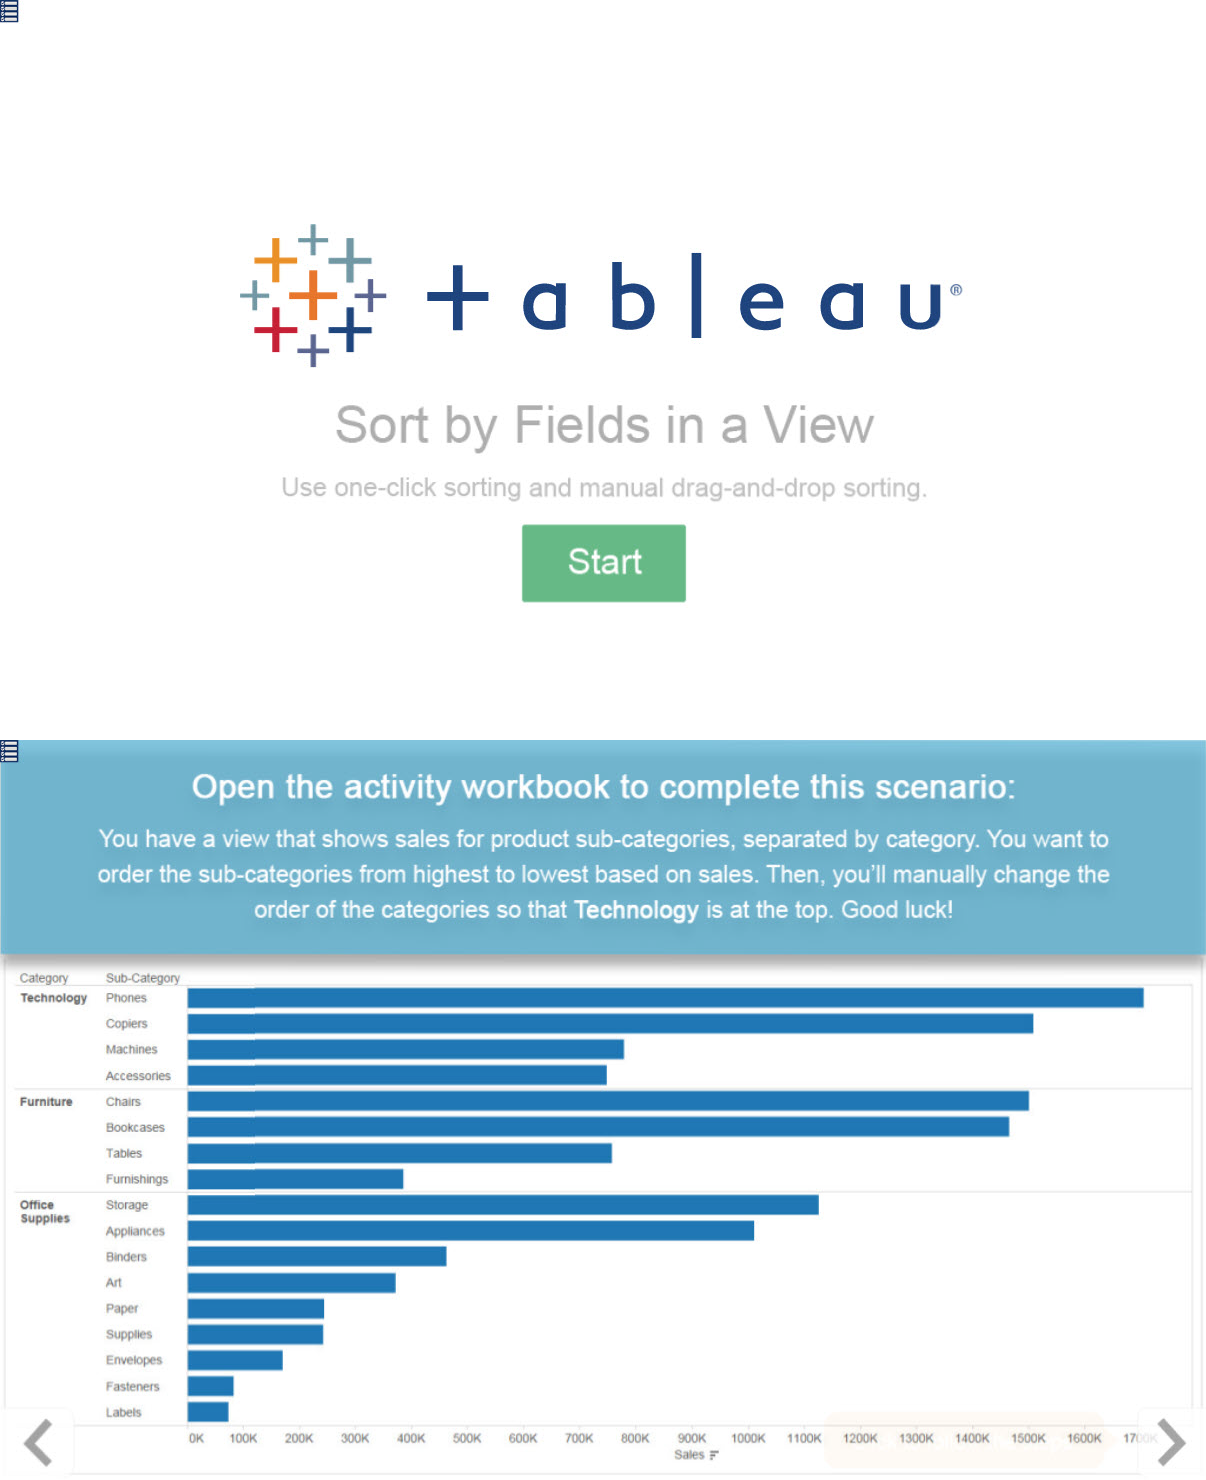 +ableau®
Sort by Fields in a View
Use one-click sorting and manual drag-and-drop sorting.
Start
Open the activity workbook to complete this scenario:
You have a view that shows sales for product sub-categories, separated by category. You want to
order the sub-categories from highest to lowest based on sales. Then, you’ll manually change the
order of the categories so that Technology is at the top. Good luck!
Category Sub-Category
Technology Phones
Copiers
Machines
Accessories
Furniture Chairs
Bookcases
Tables
Furnishings
Office Supplies Storage
Appliances
Binders
Art
Paper
Supplies
Envelopes
Fasteners
Labels
0K 100K 200K 300K 400K 500K 600K 700K 800K 900K 1000K 1100K 1200K 1300K 1400K 1500K 1600K 1700K
Sales